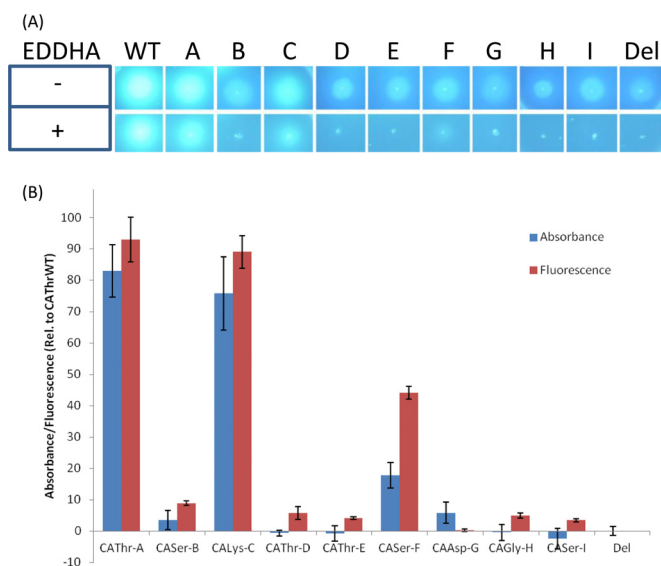 (A)
EDDHA WT A B C D E F G H I Del
-
+
(B)
Absorbance/Fluorescence (Rel. to CAThrWT)
100
90
80
70
60
50
40
30
20
10
0
-10
Absorbance
Fluorescence
CAThr-A CASer-B CALys-C CAThr-D CAThr-E CASer-F CAAsp-G CAGly-H CASer-I Del